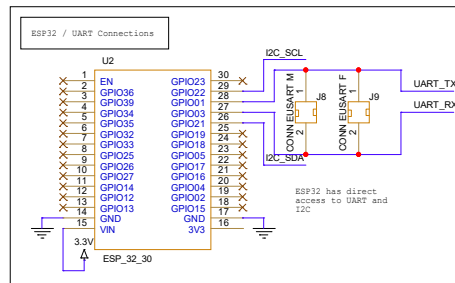 ESP32 / UART Connections
U2
I2C_SCL
1 EN GPIO23 30
2 GPIO36 GPIO22 29
3 GPIO39 GPIO01 28
4 GPIO34 GPIO03 27
5 GPIO35 GPIO21 26
6 GPIO32 GPIO19 25
7 GPIO33 GPIO18 24
8 GPIO25 GPIO05 23
9 GPIO26 GPIO17 22
10 GPIO27 GPIO16 21
11 GPIO14 GPIO04 20
12 GPIO12 GPIO02 19
13 GPIO13 GPIO15 18
14 GND GND 17
15 VIN 3V3 16
3.3V
ESP_32_30
I2C_SDA
CONN EUSART M
1
J8
2
CONN EUSART F
1
J9
2
UART_TX
UART_RX
ESP32 has direct
access to UART and
I2C